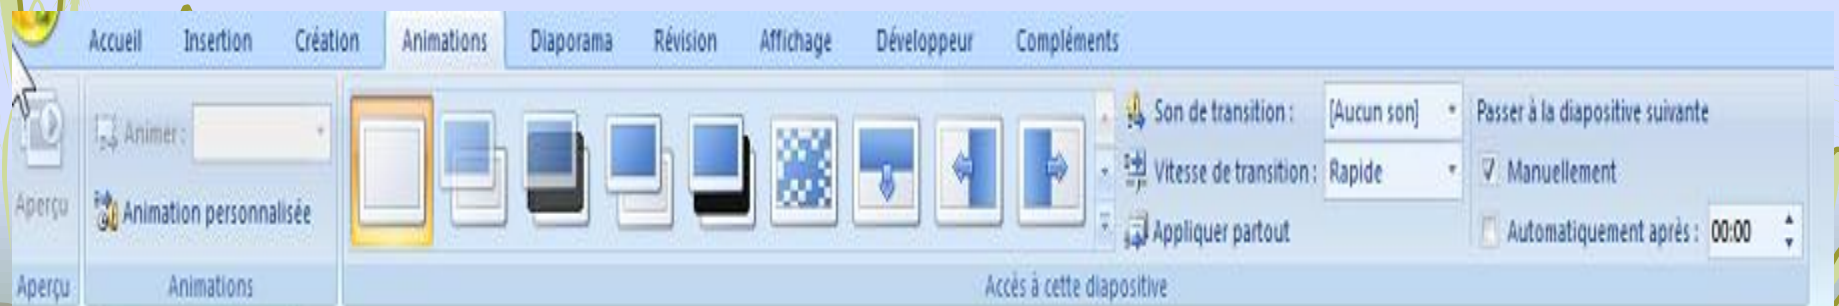 Accueil Insertion Création Animations Diaporama Révision Affichage Développeur Compléments
Aperçu
Aperçu
Animer :
Animation personnalisée
Animations
Son de transition : [Aucun son]
Vitesse de transition : Rapide
Appliquer partout
Passer à la diapositive suivante
Manuellement
Automatiquement après : 00:00
Accès à cette diapositive